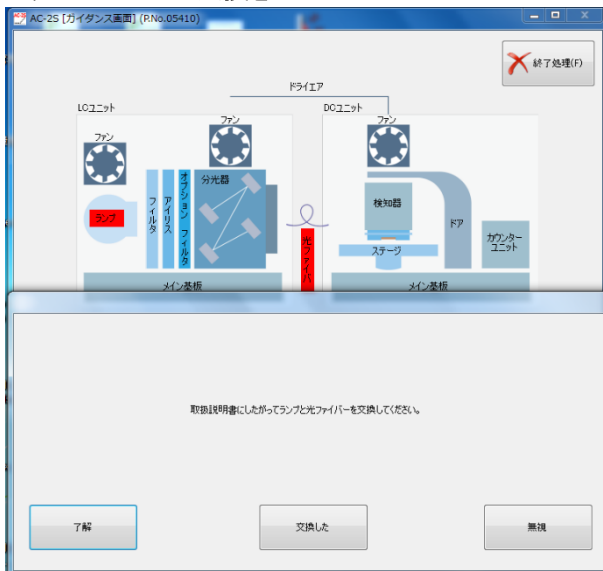 AC-2S [ガイダンス画面] (P.No.05410)
終了処理(F)
ドライエア
LCユニット
DCユニット
ファン
ファン
ファン
ランプ
フィルタ
アイリス
オプション フィルタ
分光器
光ファイバ
検知器
ステージ
ドア
カウンター
ユニット
メイン基板
メイン基板
取扱説明書にしたがってランプと光ファイバーを交換してください。
了解
交換した
無視